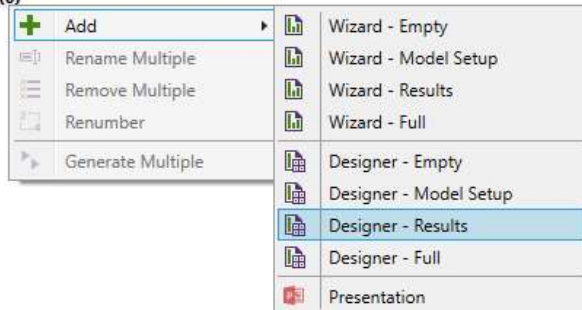 Add
Rename Multiple
Remove Multiple
Renumber
Generate Multiple
Wizard - Empty
Wizard - Model Setup
Wizard - Results
Wizard - Full
Designer - Empty
Designer - Model Setup
Designer - Results
Designer - Full
Presentation